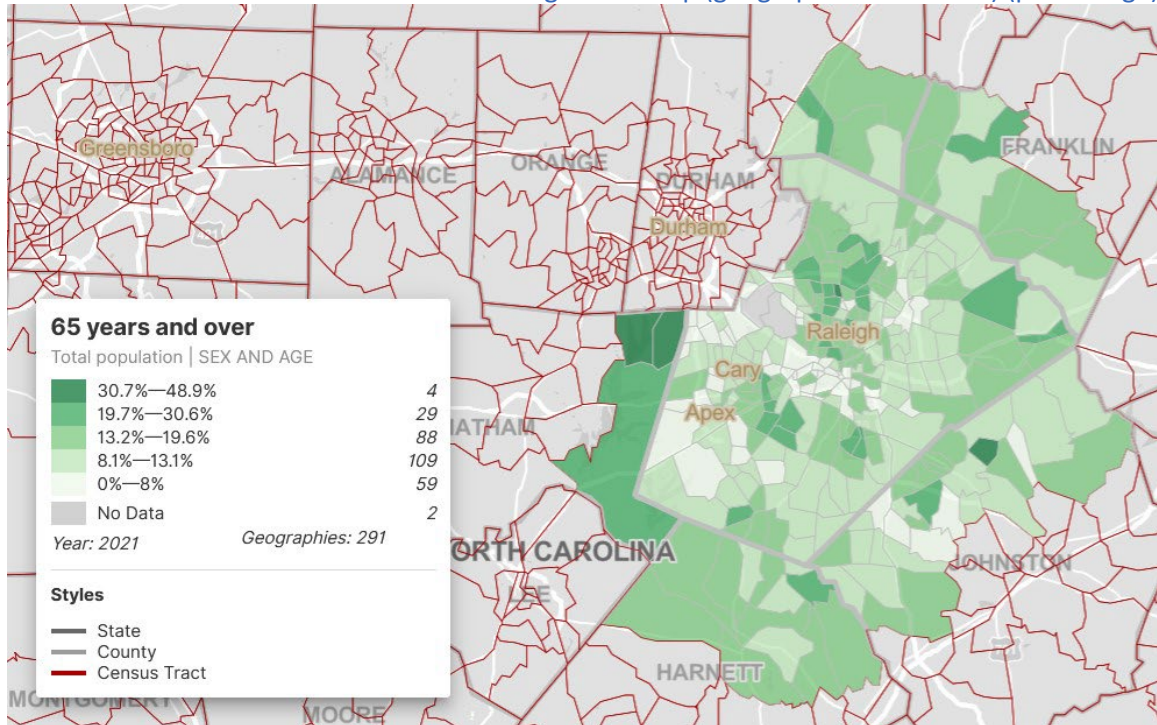 Greensboro
ALAMANCE
ORANGE
DURHAM
Durham
FRANKLIN
Raleigh
Cary
Apex
HATHAM
65 years and over
Total population | SEX AND AGE
30.7%—48.9% 4
19.7%—30.6% 29
13.2%—19.6% 88
8.1%—13.1% 109
0%—8% 59
No Data 2
Year: 2021 Geographies: 291
Styles
State
County
Census Tract
ORTH CAROLINA
LEE
JOHNSTON
HARNETT
MONTGOMERY
MOORE